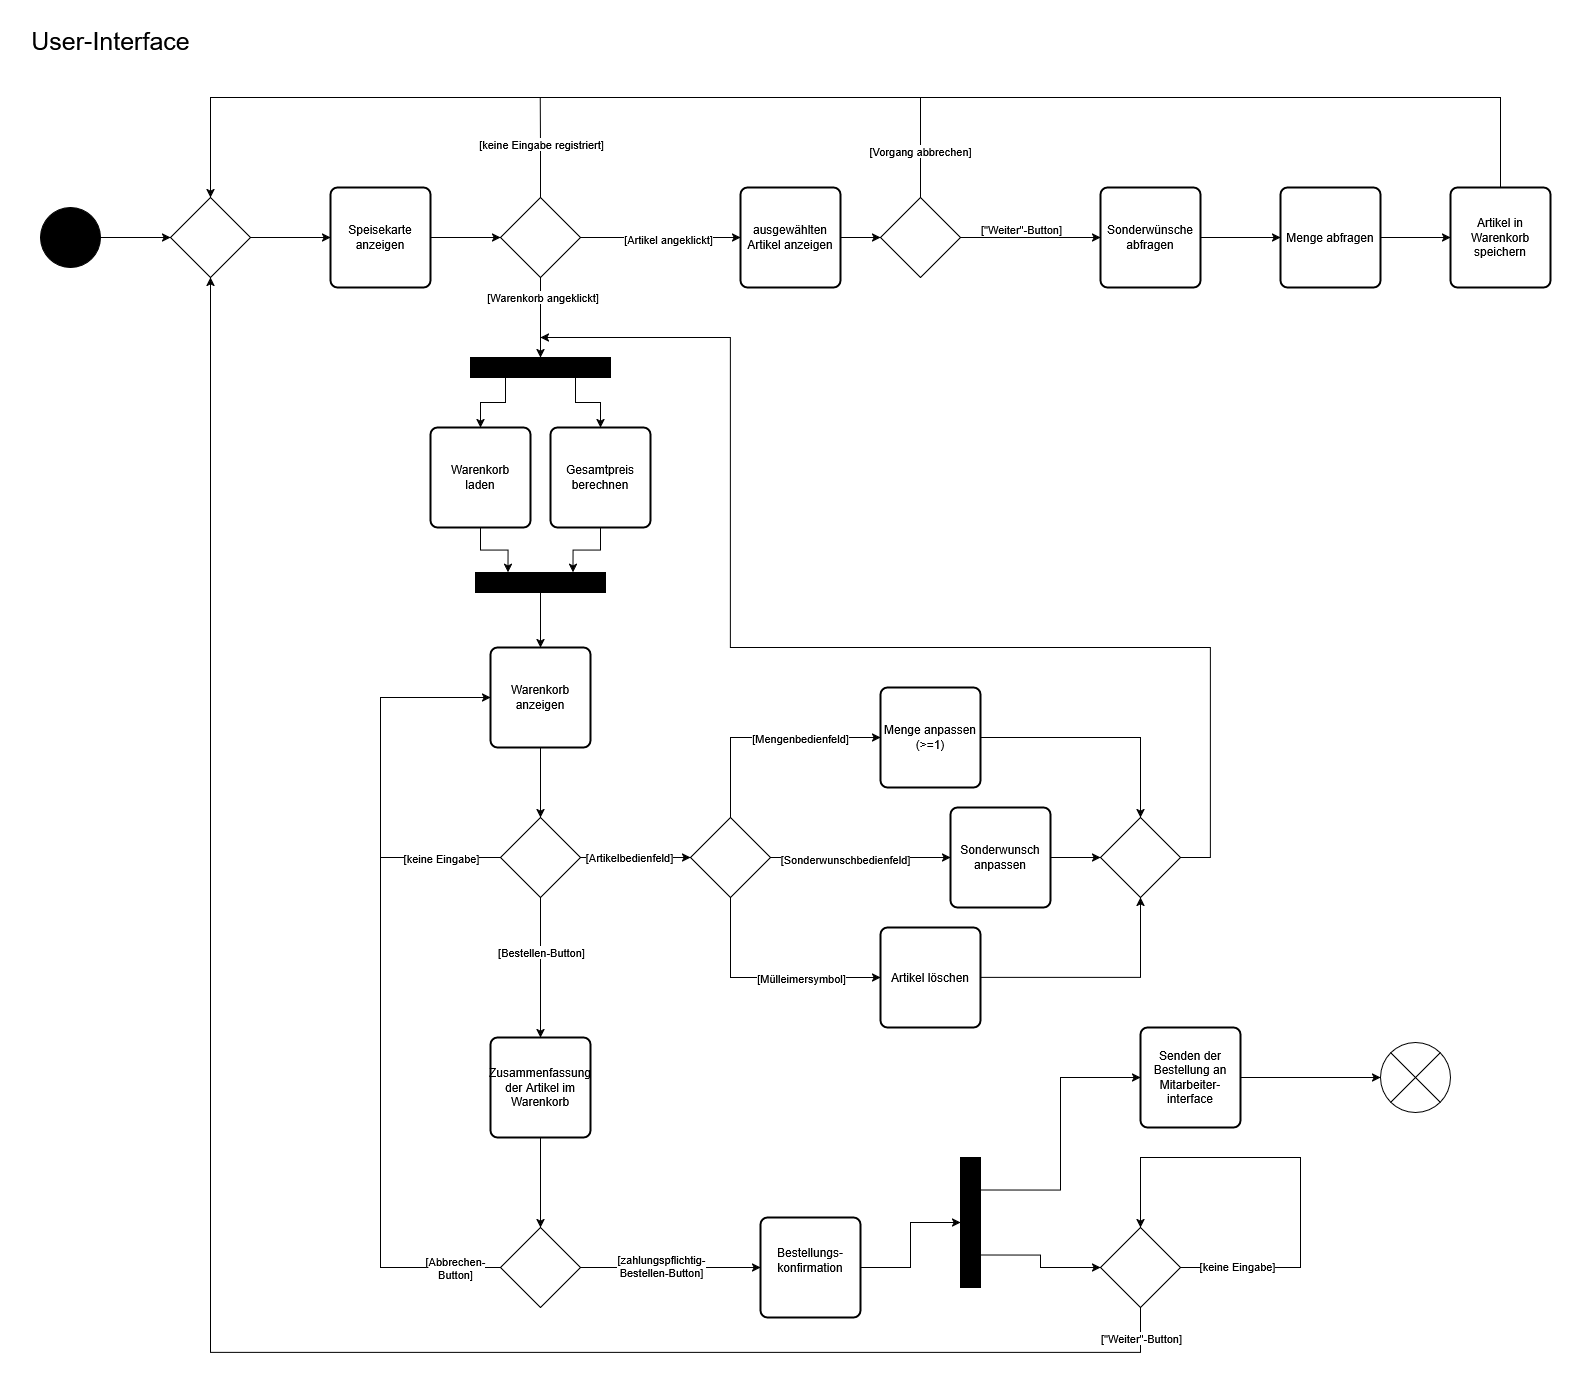 User-Interface
[keine Eingabe registriert]
[Vorgang abbrechen]
Speisekarte
anzeigen
[Artikel angeklickt]
ausgewählten
Artikel anzeigen
["Weiter"-Button]
Sonderwünsche
abfragen
Menge abfragen
Artikel in
Warenkorb
speichern
[Warenkorb angeklickt]
Warenkorb
laden
Gesamtpreis
berechnen
Warenkorb
anzeigen
[Mengenbedienfeld]
Menge anpassen
(>=1)
[keine Eingabe]
[Artikelbedienfeld]
[Sonderwunschbedienfeld]
Sonderwunsch
anpassen
[Bestellen-Button]
[Mülleimersymbol]
Artikel löschen
Zusammenfassung
der Artikel im
Warenkorb
Senden der
Bestellung an
Mitarbeiter-
interface
[Abbrechen-
Button]
[zahlungspflichtig-
Bestellen-Button]
Bestellungs-
konfirmation
[keine Eingabe]
["Weiter"-Button]